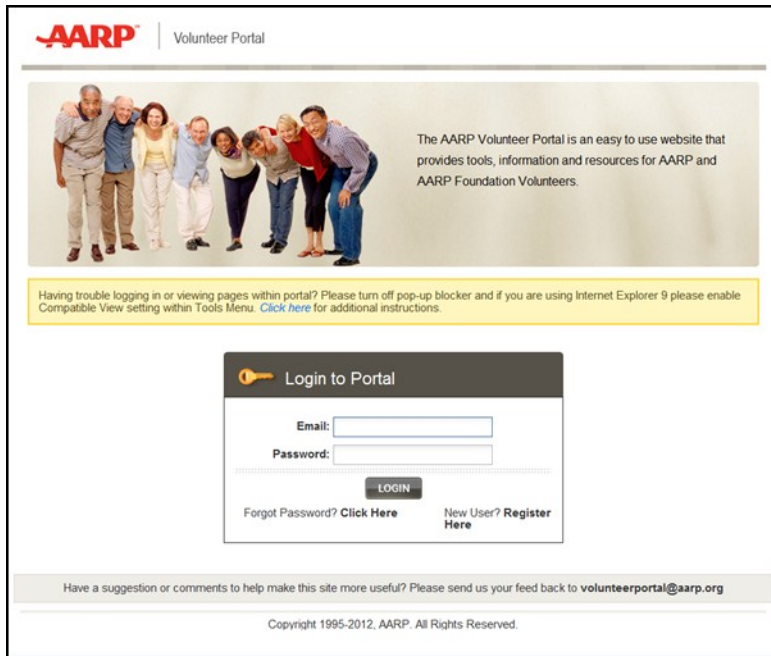 AARP Volunteer Portal
The AARP Volunteer Portal is an easy to use website that
provides tools, information and resources for AARP and
AARP Foundation Volunteers.
Having trouble logging in or viewing pages within portal? Please turn off pop-up blocker and if you are using Internet Explorer 9 please enable
Compatible View setting within Tools Menu. Click here for additional instructions.
Login to Portal
Email:
Password:
LOGIN
Forgot Password? Click Here New User? Register
Here
Have a suggestion or comments to help make this site more useful? Please send us your feed back to volunteerportal@aarp.org
Copyright 1995-2012, AARP. All Rights Reserved.